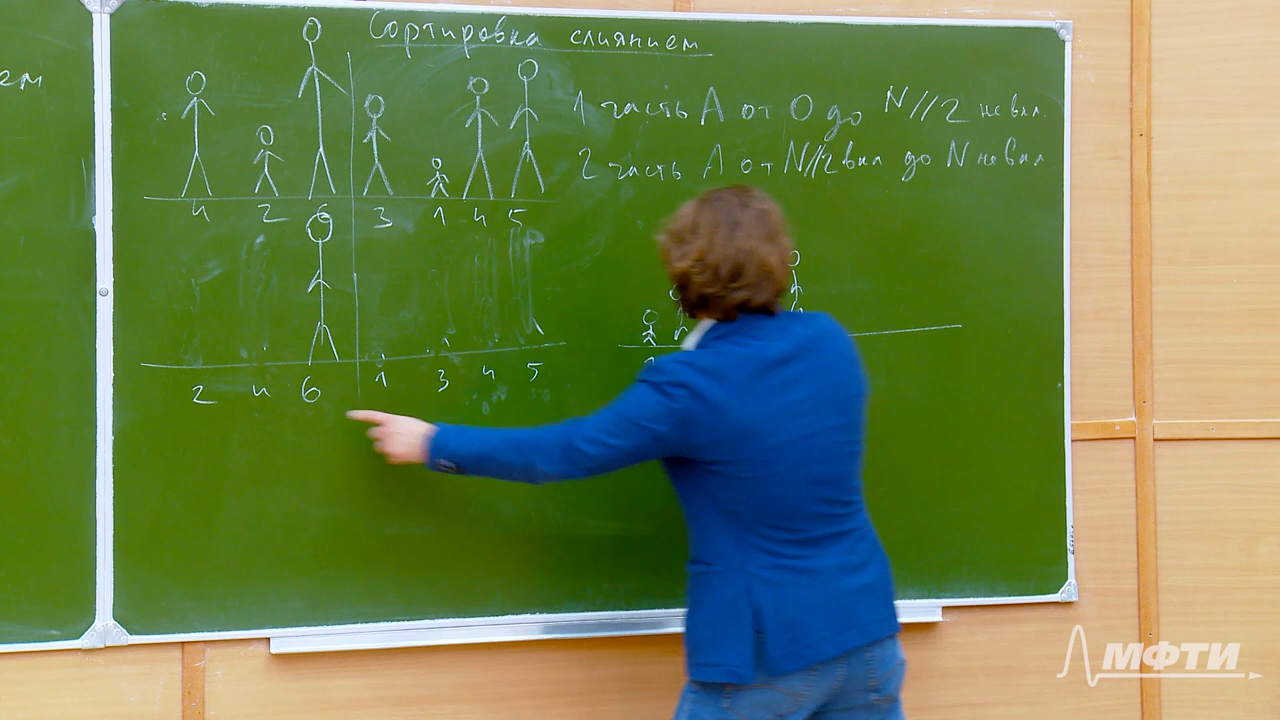 ем
Сортировка слиянием
1 часть A от 0 до N//2 не вкл.
2 часть A от N//2 вкл до N не вкл
4 2 6 3 1 4 5
2 4 6 1 3 4 5
МФТИ